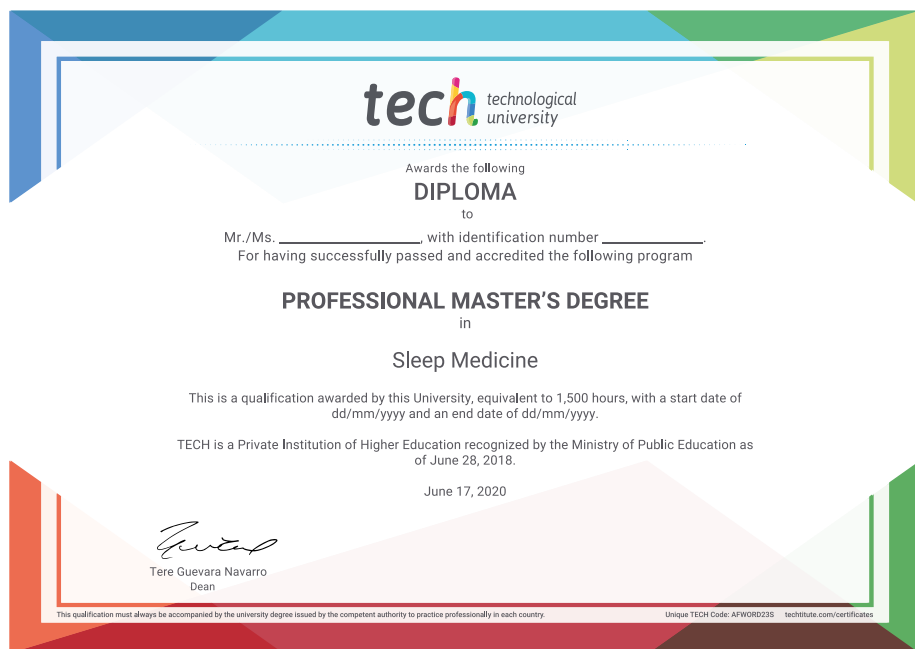 tech technological
university
Awards the following
DIPLOMA
to
Mr./Ms. ____________________, with identification number ______________.
For having successfully passed and accredited the following program
PROFESSIONAL MASTER'S DEGREE
in
Sleep Medicine
This is a qualification awarded by this University, equivalent to 1,500 hours, with a start date of
dd/mm/yyyy and an end date of dd/mm/yyyy.
TECH is a Private Institution of Higher Education recognized by the Ministry of Public Education as
of June 28, 2018.
June 17, 2020
Tere Guevara Navarro
Dean
This qualification must always be accompanied by the university degree issued by the competent authority to practice professionally in each country. Unique TECH Code: AFWORD23S techtitute.com/certificates